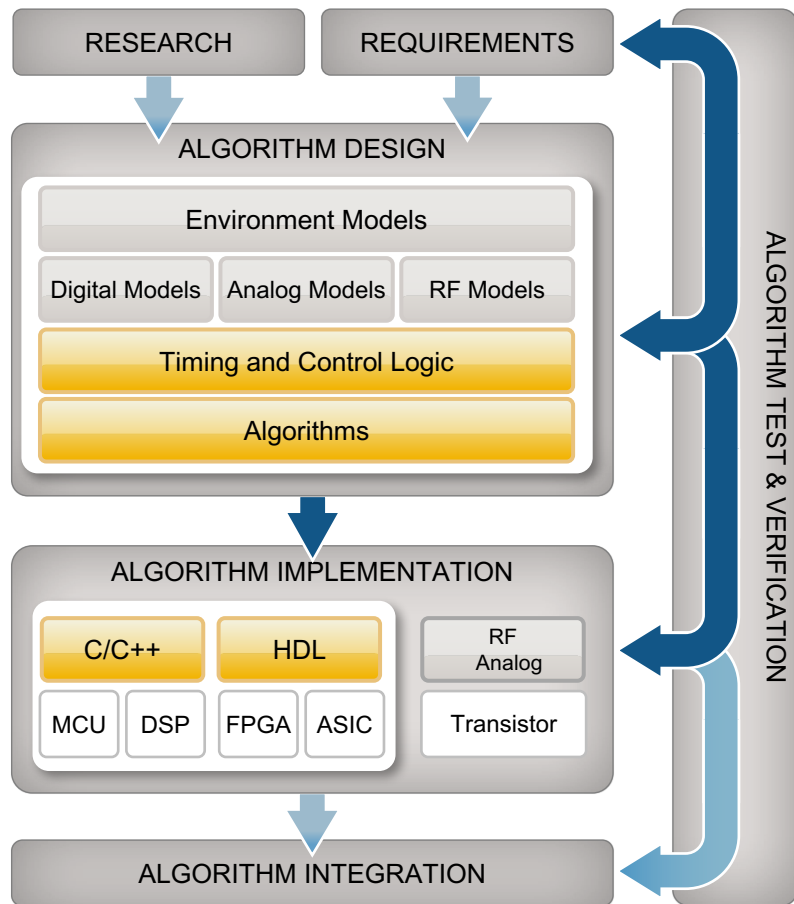 RESEARCH
REQUIREMENTS
ALGORITHM DESIGN
Environment Models
Digital Models
Analog Models
RF Models
Timing and Control Logic
Algorithms
ALGORITHM IMPLEMENTATION
C/C++
HDL
RF
Analog
MCU
DSP
FPGA
ASIC
Transistor
ALGORITHM INTEGRATION
ALGORITHM TEST & VERIFICATION